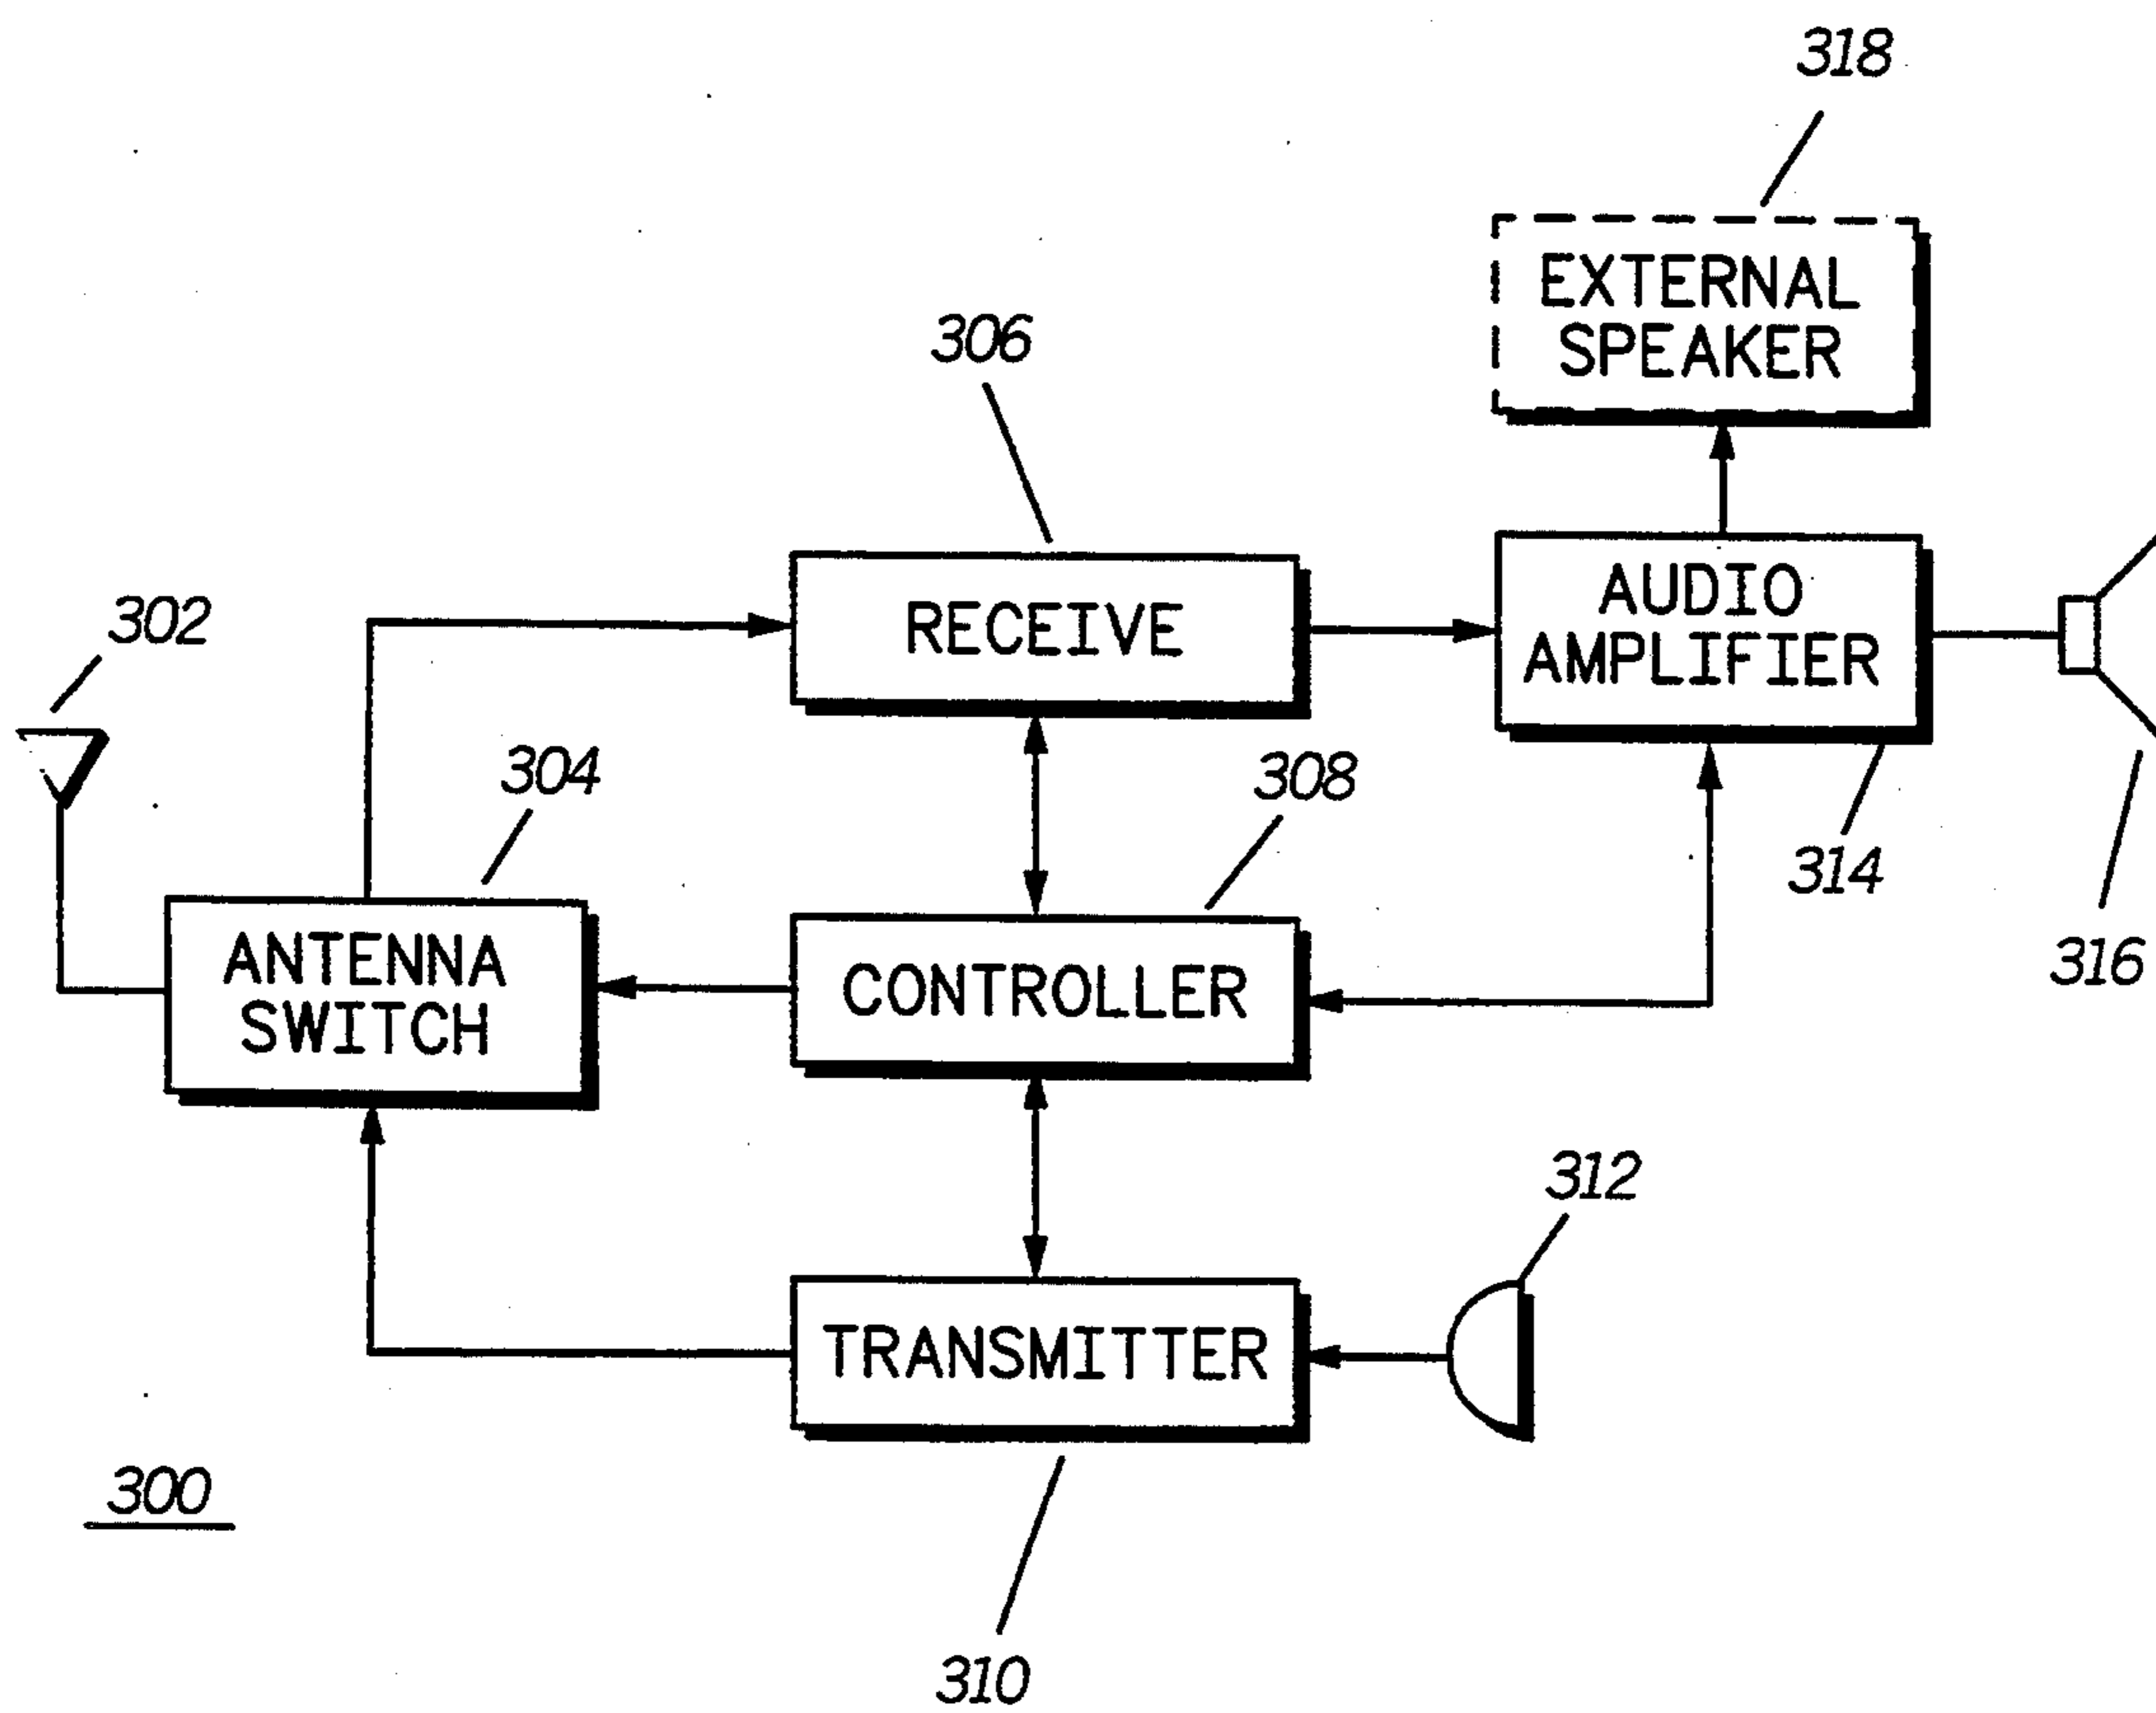 318
EXTERNAL
SPEAKER
306
302
RECEIVE
AUDIO
AMPLIFIER
304
308
314
316
ANTENNA
SWITCH
CONTROLLER
312
TRANSMITTER
300
310